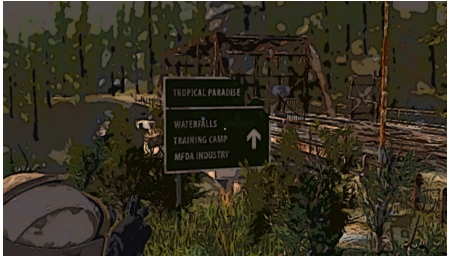 TROPICAL PARADISE
WATERFALLS
TRAINING CAMP
MFDA INDUSTRY